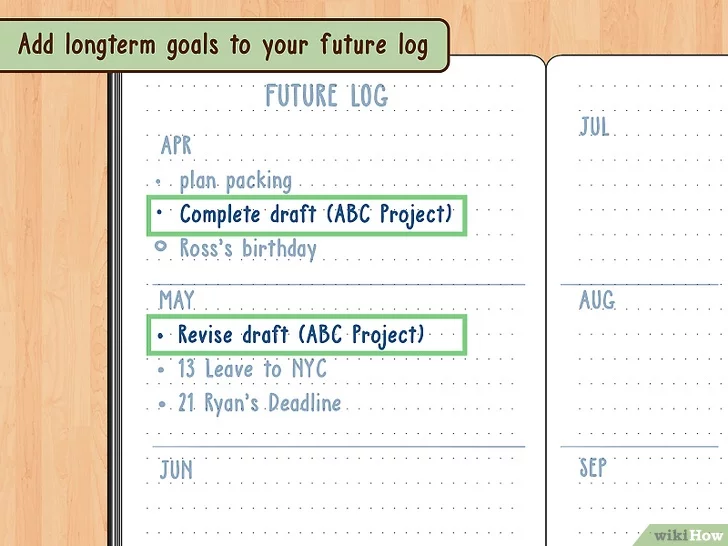 Add longterm goals to your future log
FUTURE LOG
APR
• plan packing
• Complete draft (ABC Project)
o Ross's birthday
MAY
• Revise draft (ABC Project)
• 13 Leave to NYC
• 21 Ryan's Deadline
JUN
JUL
AUG
SEP
wikiHow